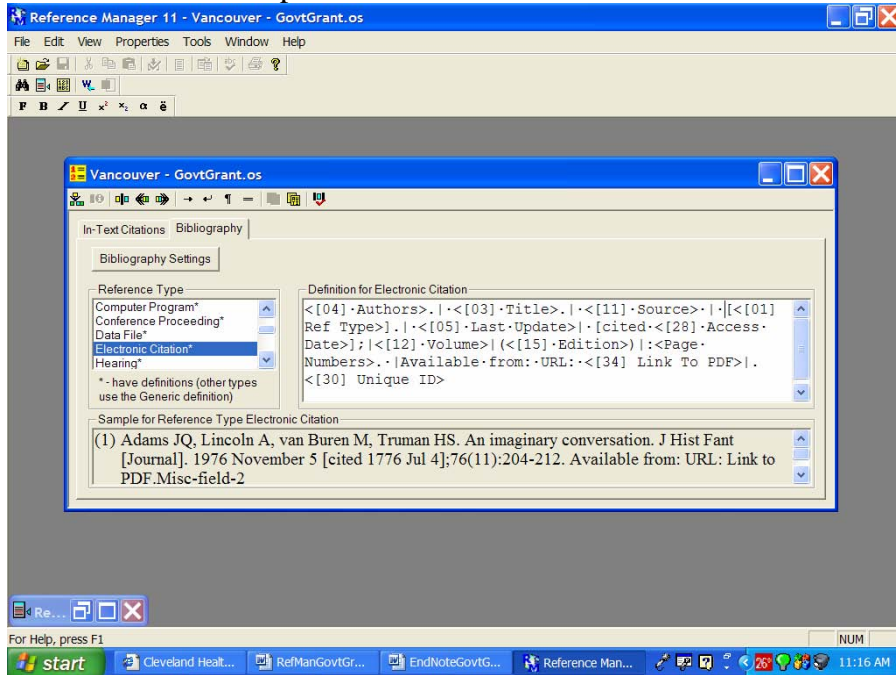 Reference Manager 11 - Vancouver - GovtGrant.os
File Edit View Properties Tools Window Help
F B I U x² x₂ α ë
Vancouver - GovtGrant.os
In-Text Citations Bibliography
Bibliography Settings
Reference Type
Computer Program*
Conference Proceeding*
Data File*
Electronic Citation*
Hearing*
* - have definitions (other types
use the Generic definition)
Definition for Electronic Citation
<[04]·Authors>.|·<[03]·Title>.|·<[11]·Source>·|·[<[01]
Ref Type>].|·<[05]·Last·Update>|·[cited·<[28]·Access·
Date>];|<[12]·Volume>|(<[15]·Edition>)|:<Page·
Numbers>.·|Available·from:·URL:·<[34] Link To PDF>|.
<[30] Unique ID>
Sample for Reference Type Electronic Citation
(1) Adams JQ, Lincoln A, van Buren M, Truman HS. An imaginary conversation. J Hist Fant
[Journal]. 1976 November 5 [cited 1776 Jul 4];76(11):204-212. Available from: URL: Link to
PDF.Misc-field-2
Re...
For Help, press F1
NUM
start Cleveland Healt... RefManGovtGr... EndNoteGovtG... Reference Man... 26° 11:16 AM